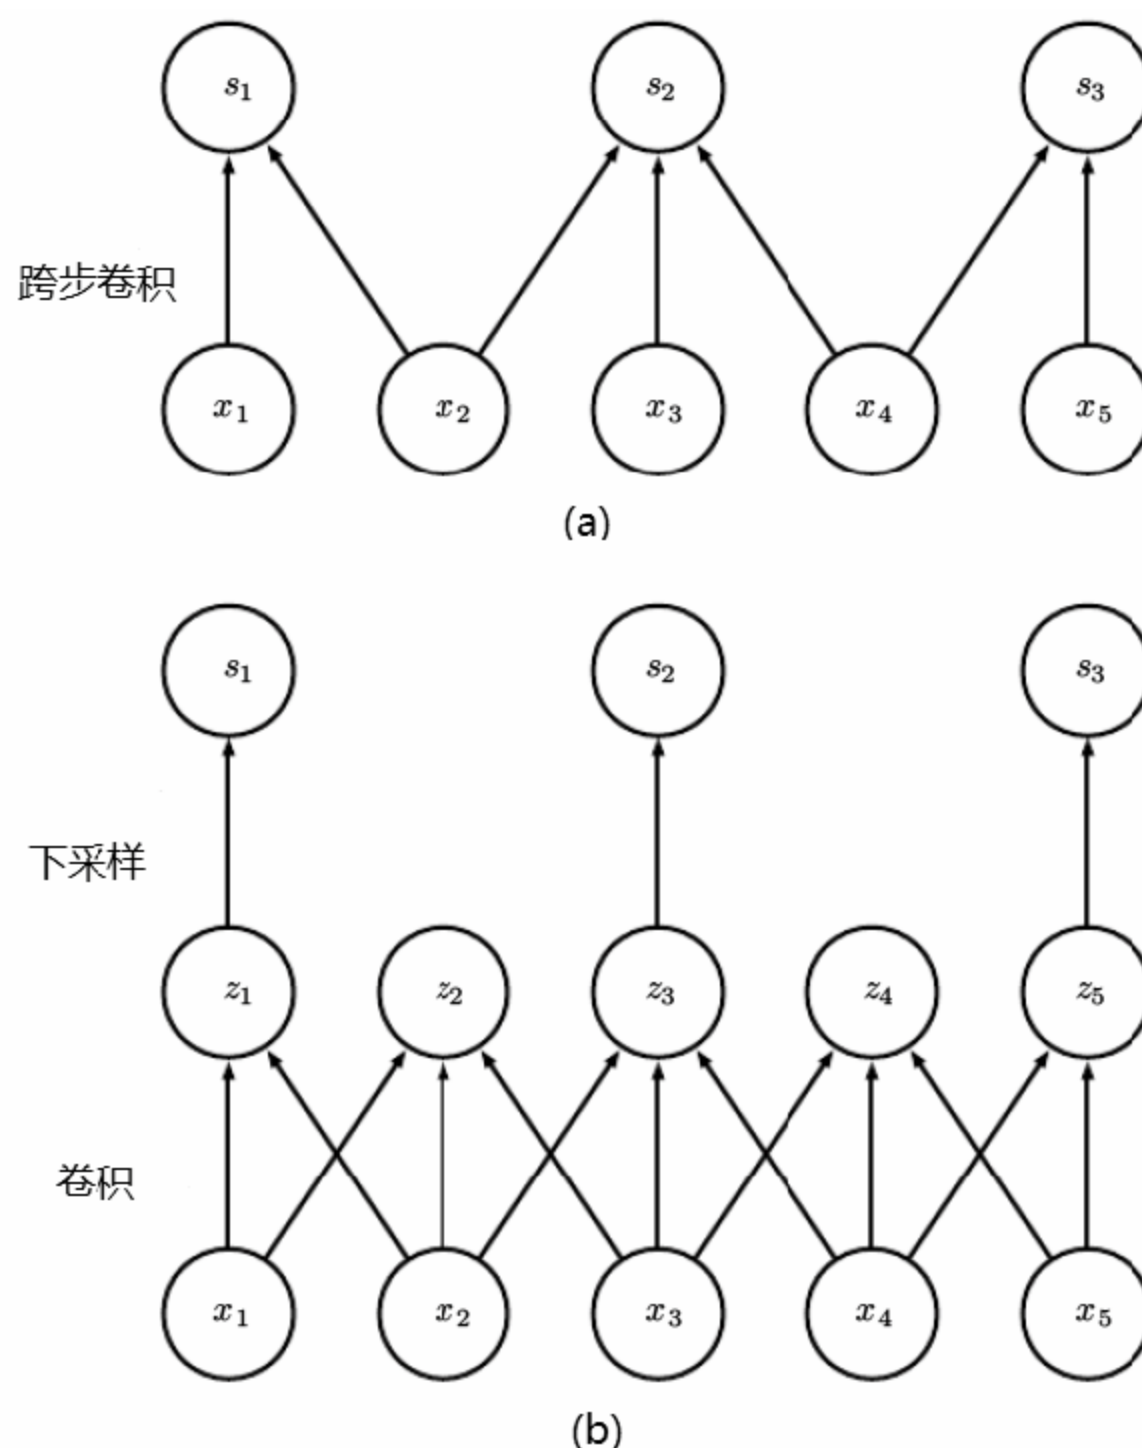 s₁ s₂ s₃
跨步卷积
x₁ x₂ x₃ x₄ x₅
(a)
s₁ s₂ s₃
下采样
z₁ z₂ z₃ z₄ z₅
卷积
x₁ x₂ x₃ x₄ x₅
(b)